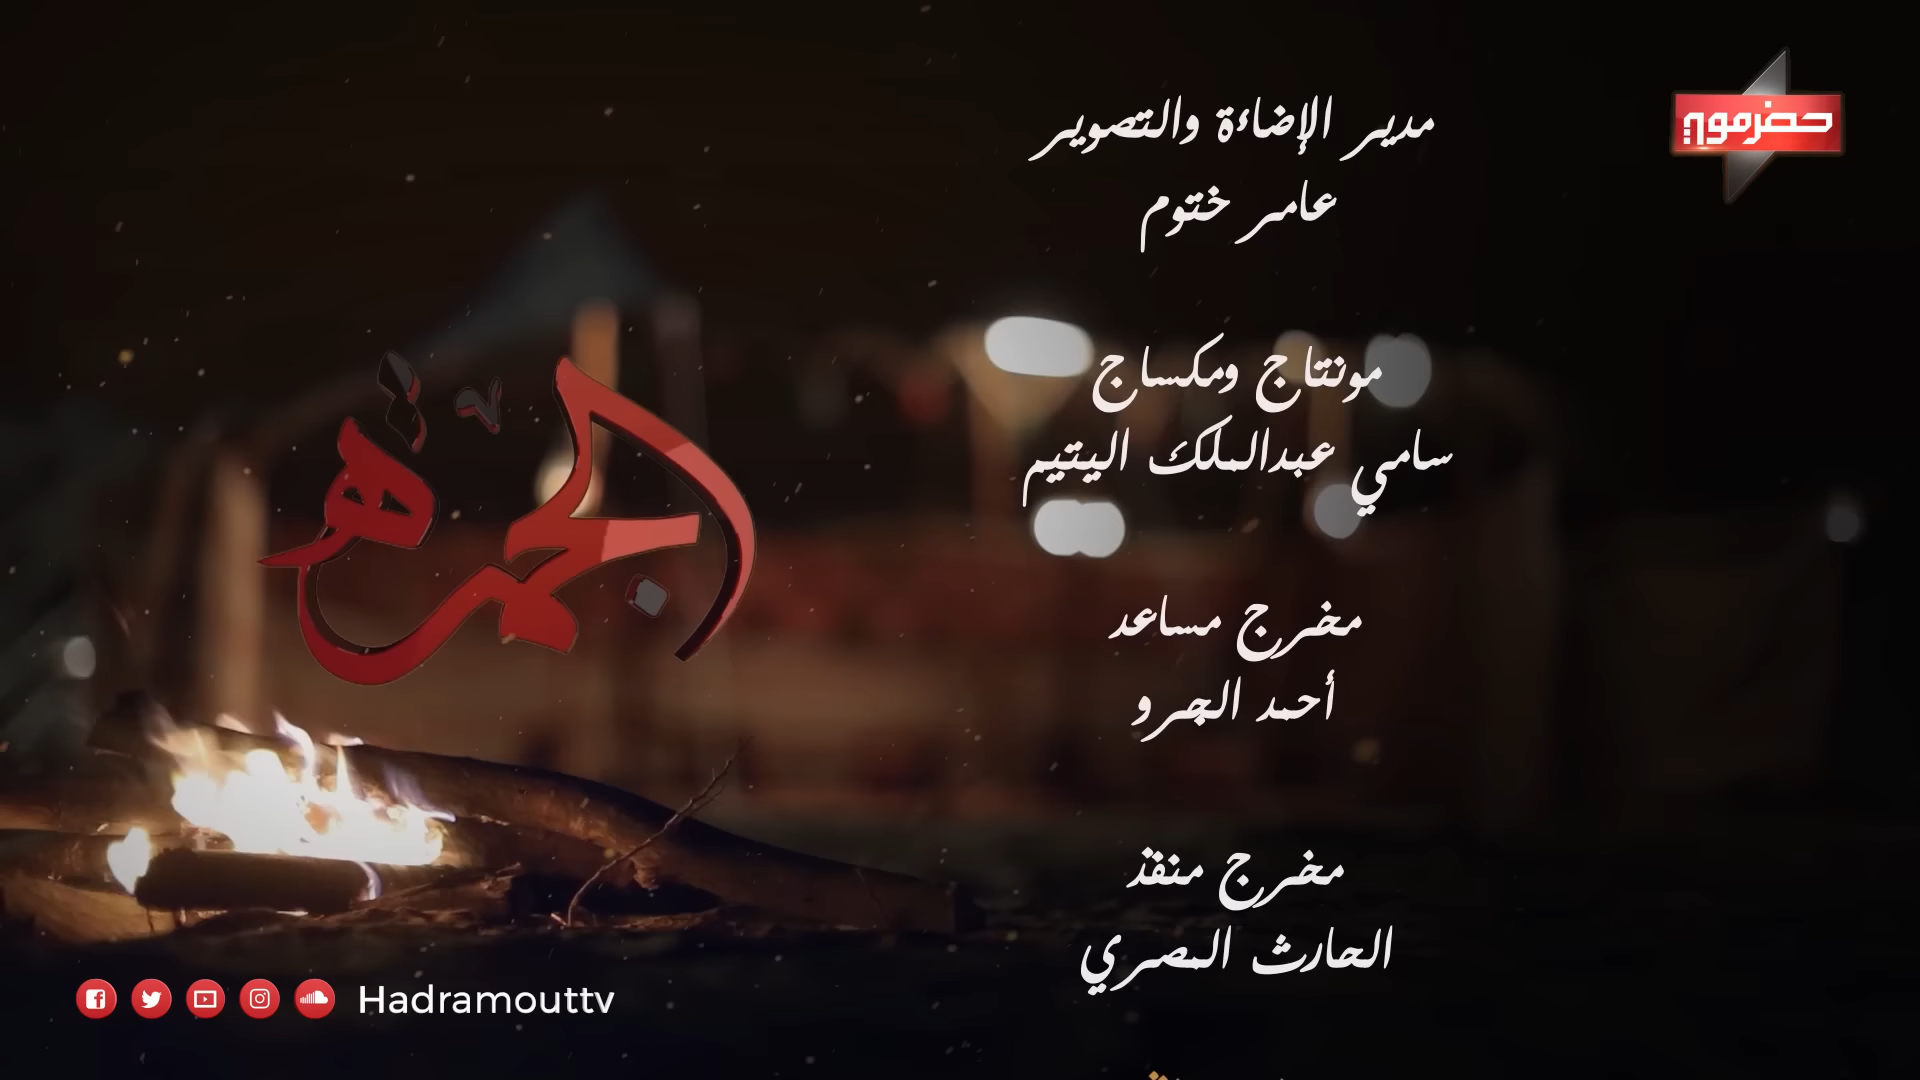 حضرموت
مدير الإضاءة والتصوير
عامر ختوم
مونتاج ومكساج
سامي عبدالملك اليتيم
مخرج مساعد
أحمد الجرو
مخرج منفذ
الحارث المصري
الجمرة
Hadramouttv